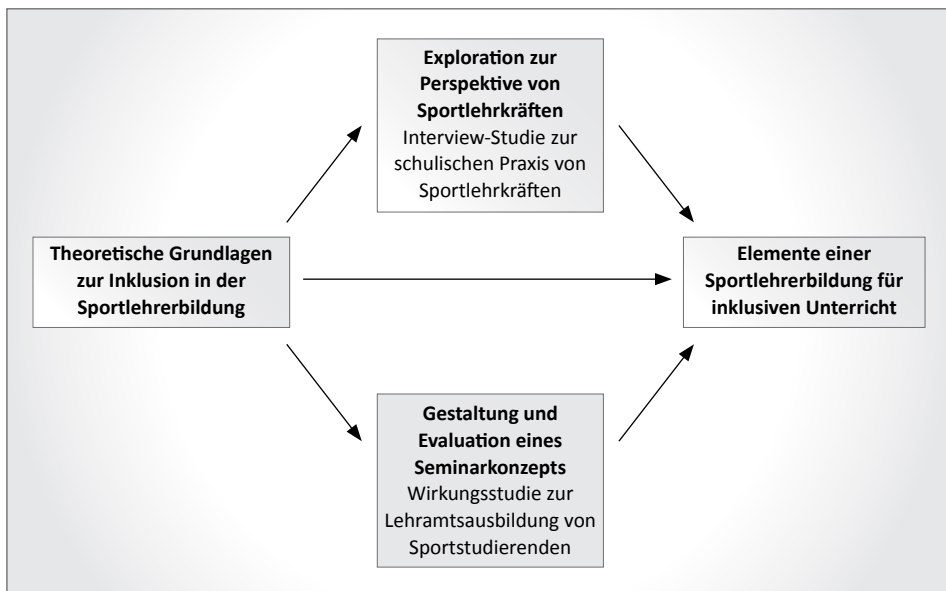 Exploration zur
Perspektive von
Sportlehrkräften
Interview-Studie zur
schulischen Praxis von
Sportlehrkräften
Theoretische Grundlagen
zur Inklusion in der
Sportlehrerbildung
Elemente einer
Sportlehrerbildung für
inklusiven Unterricht
Gestaltung und
Evaluation eines
Seminarkonzepts
Wirkungsstudie zur
Lehramtsausbildung von
Sportstudierenden